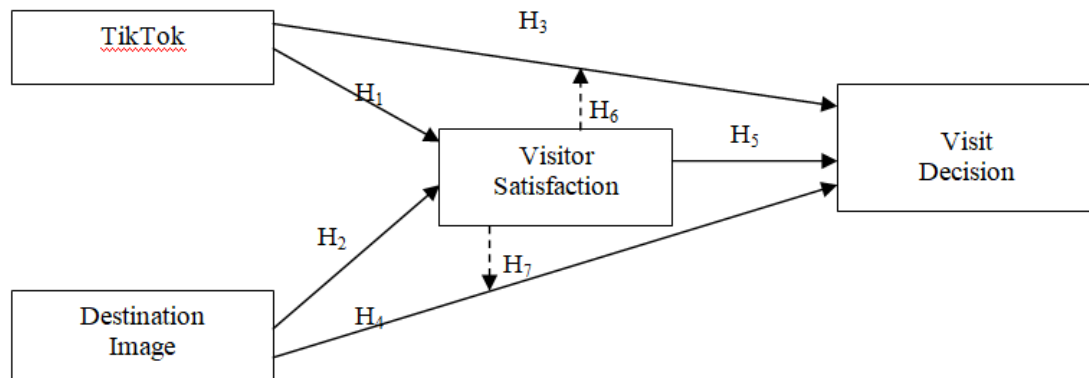 TikTok
H₃
H₁
H₆
H₅
Visitor
Satisfaction
Visit
Decision
H₂
H₇
Destination
Image
H₄